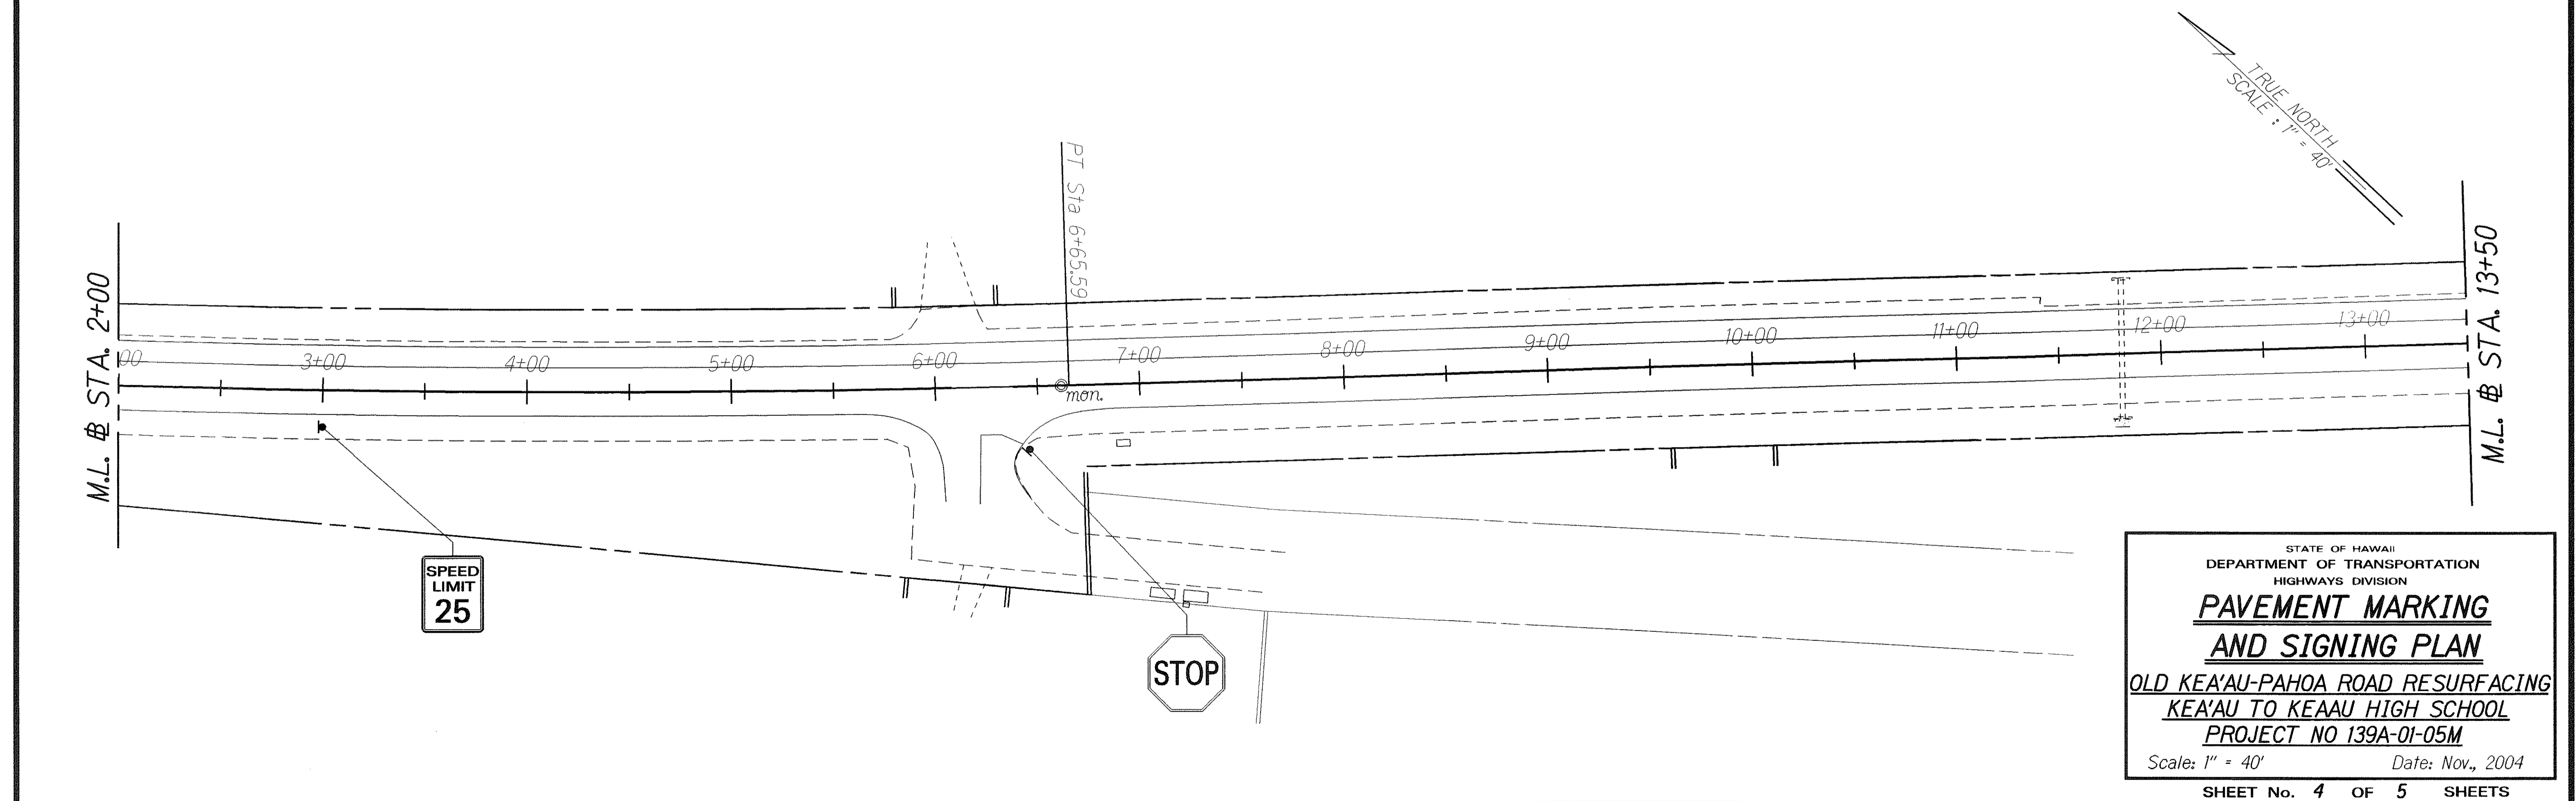 TRUE NORTH
SCALE : 1" = 40'
PT Sta 6+65.59
M.L. BL STA. 2+00
M.L. BL STA. 13+50
00
3+00
4+00
5+00
6+00
7+00
8+00
9+00
10+00
11+00
12+00
13+00
mon.
SPEED
LIMIT
25
STOP
STATE OF HAWAII
DEPARTMENT OF TRANSPORTATION
HIGHWAYS DIVISION
PAVEMENT MARKING
AND SIGNING PLAN
OLD KEA'AU-PAHOA ROAD RESURFACING
KEA'AU TO KEAAU HIGH SCHOOL
PROJECT NO 139A-01-05M
Scale: 1" = 40' Date: Nov., 2004
SHEET No. 4 OF 5 SHEETS